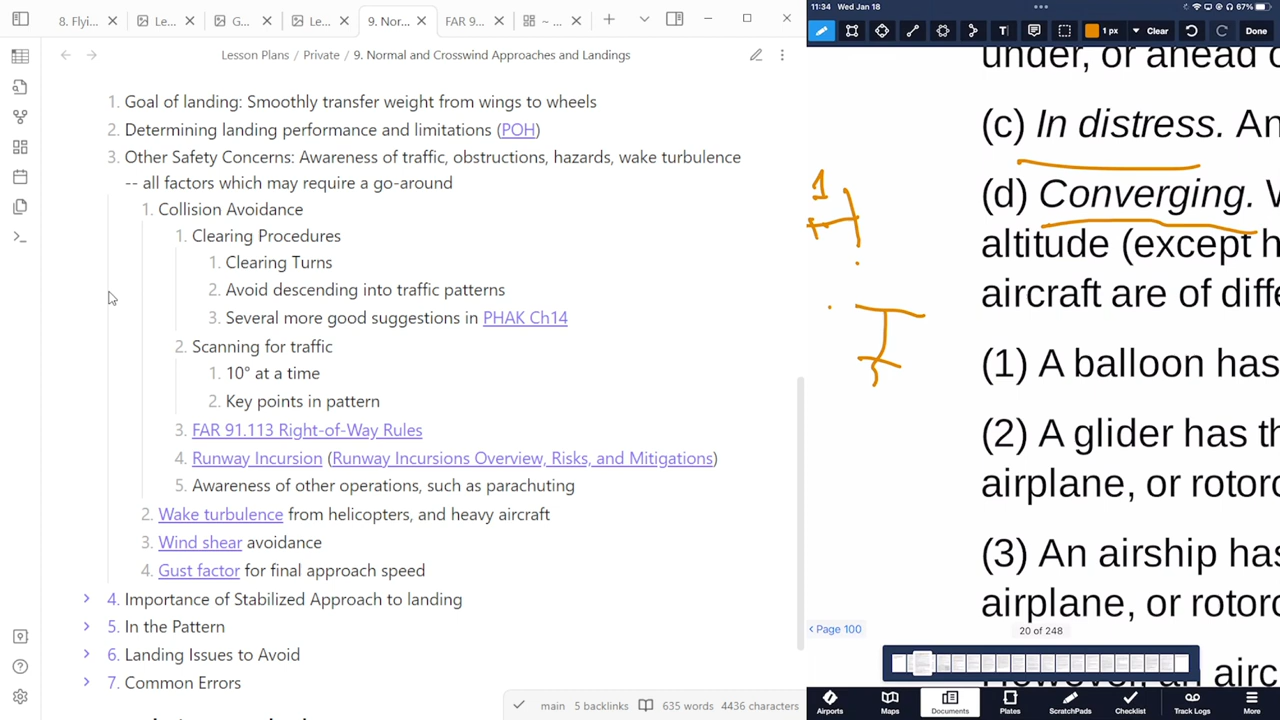 8. Flyi...
Le...
G...
Le...
9. Nor...
FAR 9...
~ ...
Lesson Plans / Private / 9. Normal and Crosswind Approaches and Landings
1. Goal of landing: Smoothly transfer weight from wings to wheels
2. Determining landing performance and limitations (POH)
3. Other Safety Concerns: Awareness of traffic, obstructions, hazards, wake turbulence
-- all factors which may require a go-around
1. Collision Avoidance
1. Clearing Procedures
1. Clearing Turns
2. Avoid descending into traffic patterns
3. Several more good suggestions in PHAK Ch14
2. Scanning for traffic
1. 10° at a time
2. Key points in pattern
3. FAR 91.113 Right-of-Way Rules
4. Runway Incursion (Runway Incursions Overview, Risks, and Mitigations)
5. Awareness of other operations, such as parachuting
2. Wake turbulence from helicopters, and heavy aircraft
3. Wind shear avoidance
4. Gust factor for final approach speed
4. Importance of Stabilized Approach to landing
5. In the Pattern
6. Landing Issues to Avoid
7. Common Errors
main 5 backlinks 635 words 4436 characters
11:34 Wed Jan 18
67%
T
1 px
Clear
Done
under, or ahead o
(c) In distress. An
1
(d) Converging. V
altitude (except h
aircraft are of diffe
(1) A balloon has
(2) A glider has th
airplane, or rotorc
(3) An airship has
airplane, or rotorc
< Page 100
20 of 248
However, an airc
Airports
Maps
Documents
Plates
ScratchPads
Checklist
Track Logs
More